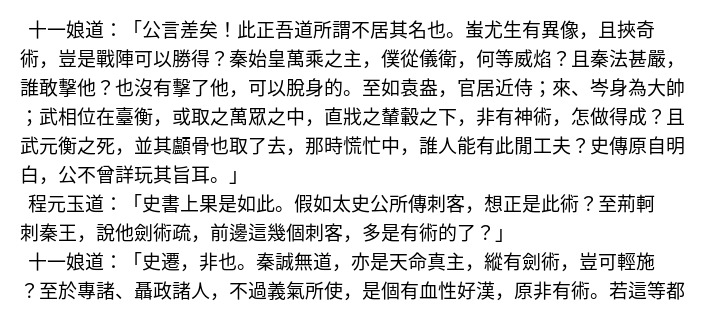 十一娘道：「公言差矣！此正吾道所謂不居其名也。蚩尤生有異像，且挾奇
術，豈是戰陣可以勝得？秦始皇萬乘之主，僕從儀衛，何等威焰？且秦法甚嚴，
誰敢擊他？也沒有擊了他，可以脫身的。至如袁盎，官居近侍；來、岑身為大帥
；武相位在臺衡，或取之萬眾之中，直戕之輦轂之下，非有神術，怎做得成？且
武元衡之死，並其顱骨也取了去，那時慌忙中，誰人能有此閒工夫？史傳原自明
白，公不曾詳玩其旨耳。」
程元玉道：「史書上果是如此。假如太史公所傳刺客，想正是此術？至荊軻
刺秦王，說他劍術疏，前邊這幾個刺客，多是有術的了？」
十一娘道：「史遷，非也。秦誠無道，亦是天命真主，縱有劍術，豈可輕施
？至於專諸、聶政諸人，不過義氣所使，是個有血性好漢，原非有術。若這等都